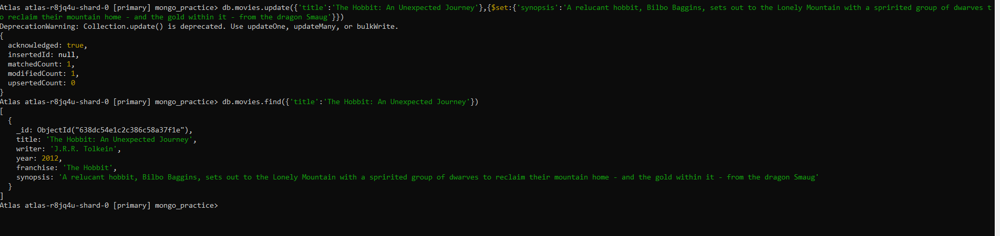 Atlas atlas-r8jq4u-shard-0 [primary] mongo_practice> db.movies.update({'title':'The Hobbit: An Unexpected Journey'},{$set:{'synopsis':'A relucant hobbit, Bilbo Baggins, sets out to the Lonely Mountain with a spririted group of dwarves t
o reclaim their mountain home - and the gold within it - from the dragon Smaug'}})
DeprecationWarning: Collection.update() is deprecated. Use updateOne, updateMany, or bulkWrite.
{
  acknowledged: true,
  insertedId: null,
  matchedCount: 1,
  modifiedCount: 1,
  upsertedCount: 0
}
Atlas atlas-r8jq4u-shard-0 [primary] mongo_practice> db.movies.find({'title':'The Hobbit: An Unexpected Journey'})
[
  {
    _id: ObjectId("638dc54e1c2c386c58a37f1e"),
    title: 'The Hobbit: An Unexpected Journey',
    writer: 'J.R.R. Tolkein',
    year: 2012,
    franchise: 'The Hobbit',
    synopsis: 'A relucant hobbit, Bilbo Baggins, sets out to the Lonely Mountain with a spririted group of dwarves to reclaim their mountain home - and the gold within it - from the dragon Smaug'
  }
]
Atlas atlas-r8jq4u-shard-0 [primary] mongo_practice>